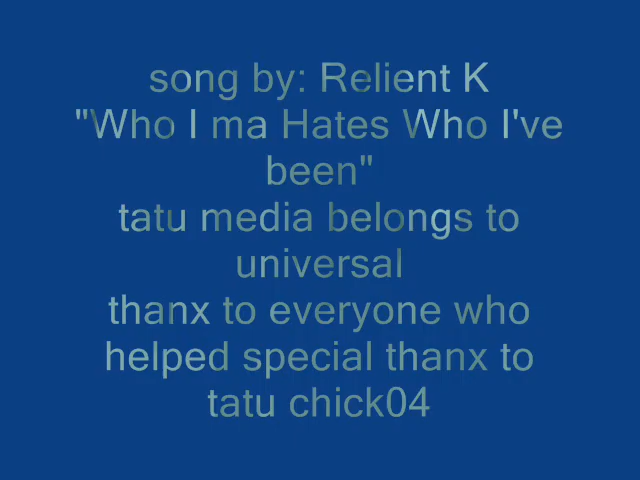 song by: Relient K
"Who I ma Hates Who I've
been"
tatu media belongs to
universal
thanx to everyone who
helped special thanx to
tatu chick04